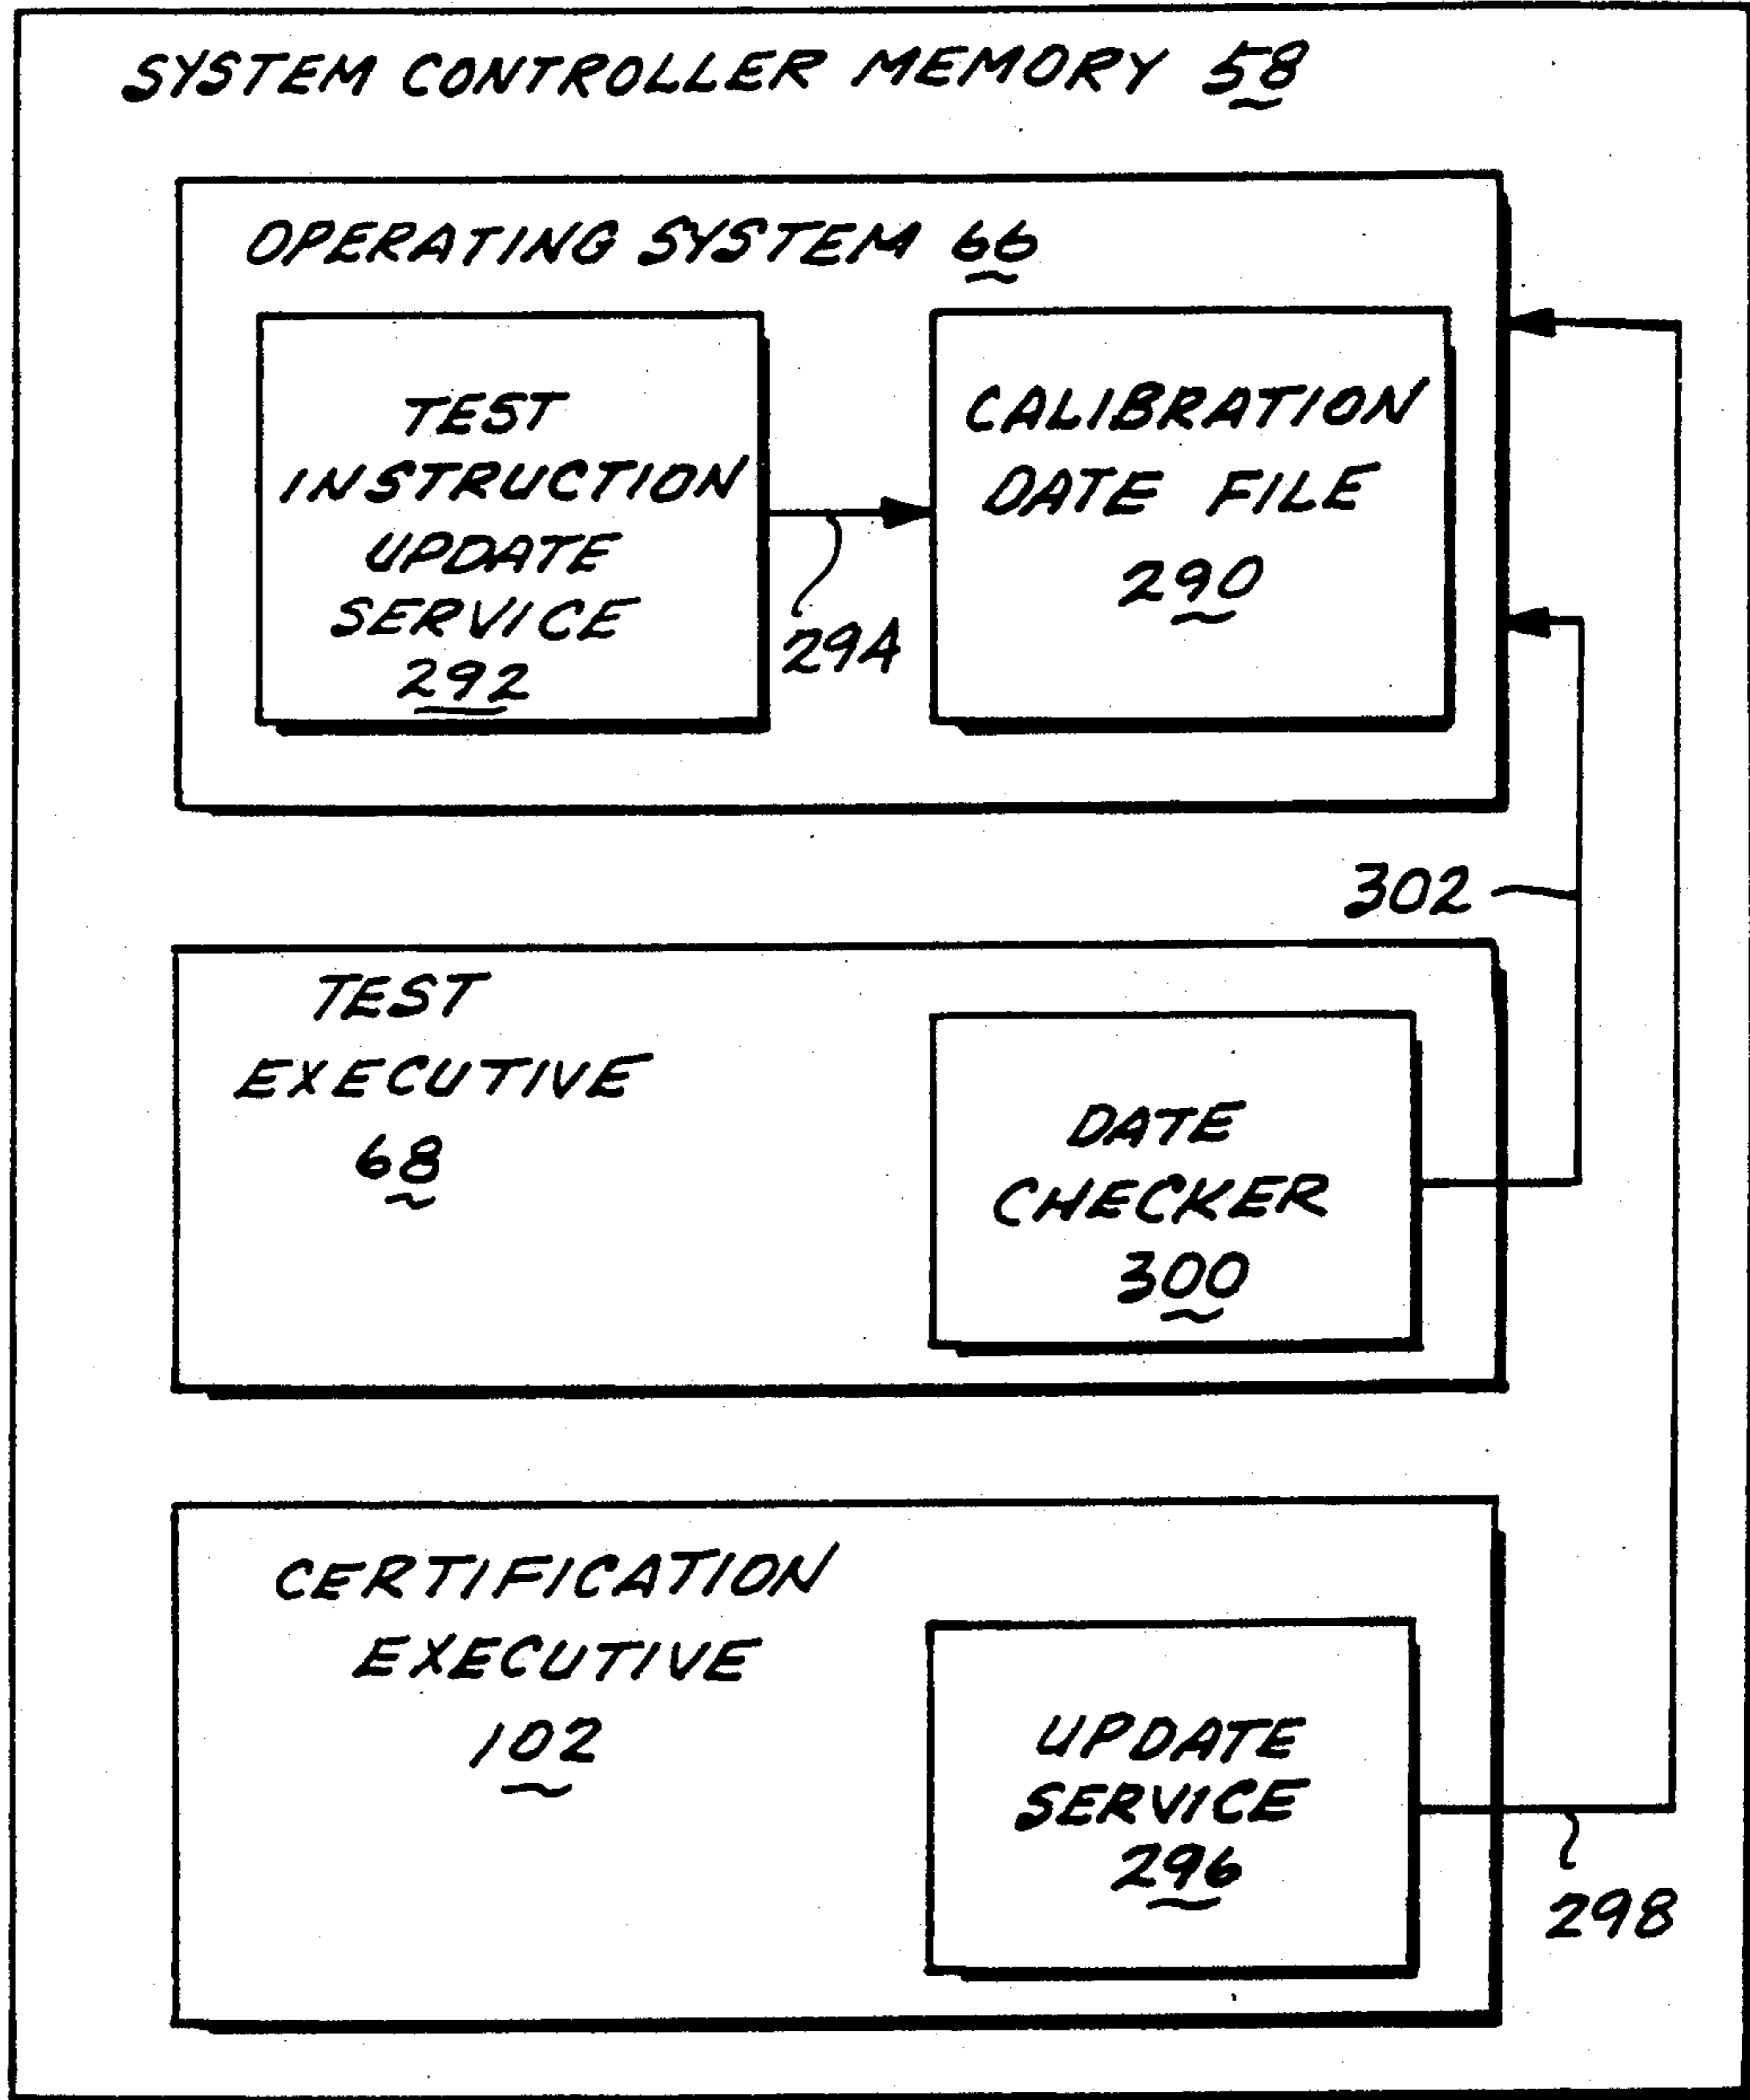 SYSTEM CONTROLLER MEMORY 58
OPERATING SYSTEM 66
TEST
INSTRUCTION
UPDATE
SERVICE
292
294
CALIBRATION
DATE FILE
290
302
TEST
EXECUTIVE
68
DATE
CHECKER
300
CERTIFICATION
EXECUTIVE
102
UPDATE
SERVICE
296
298